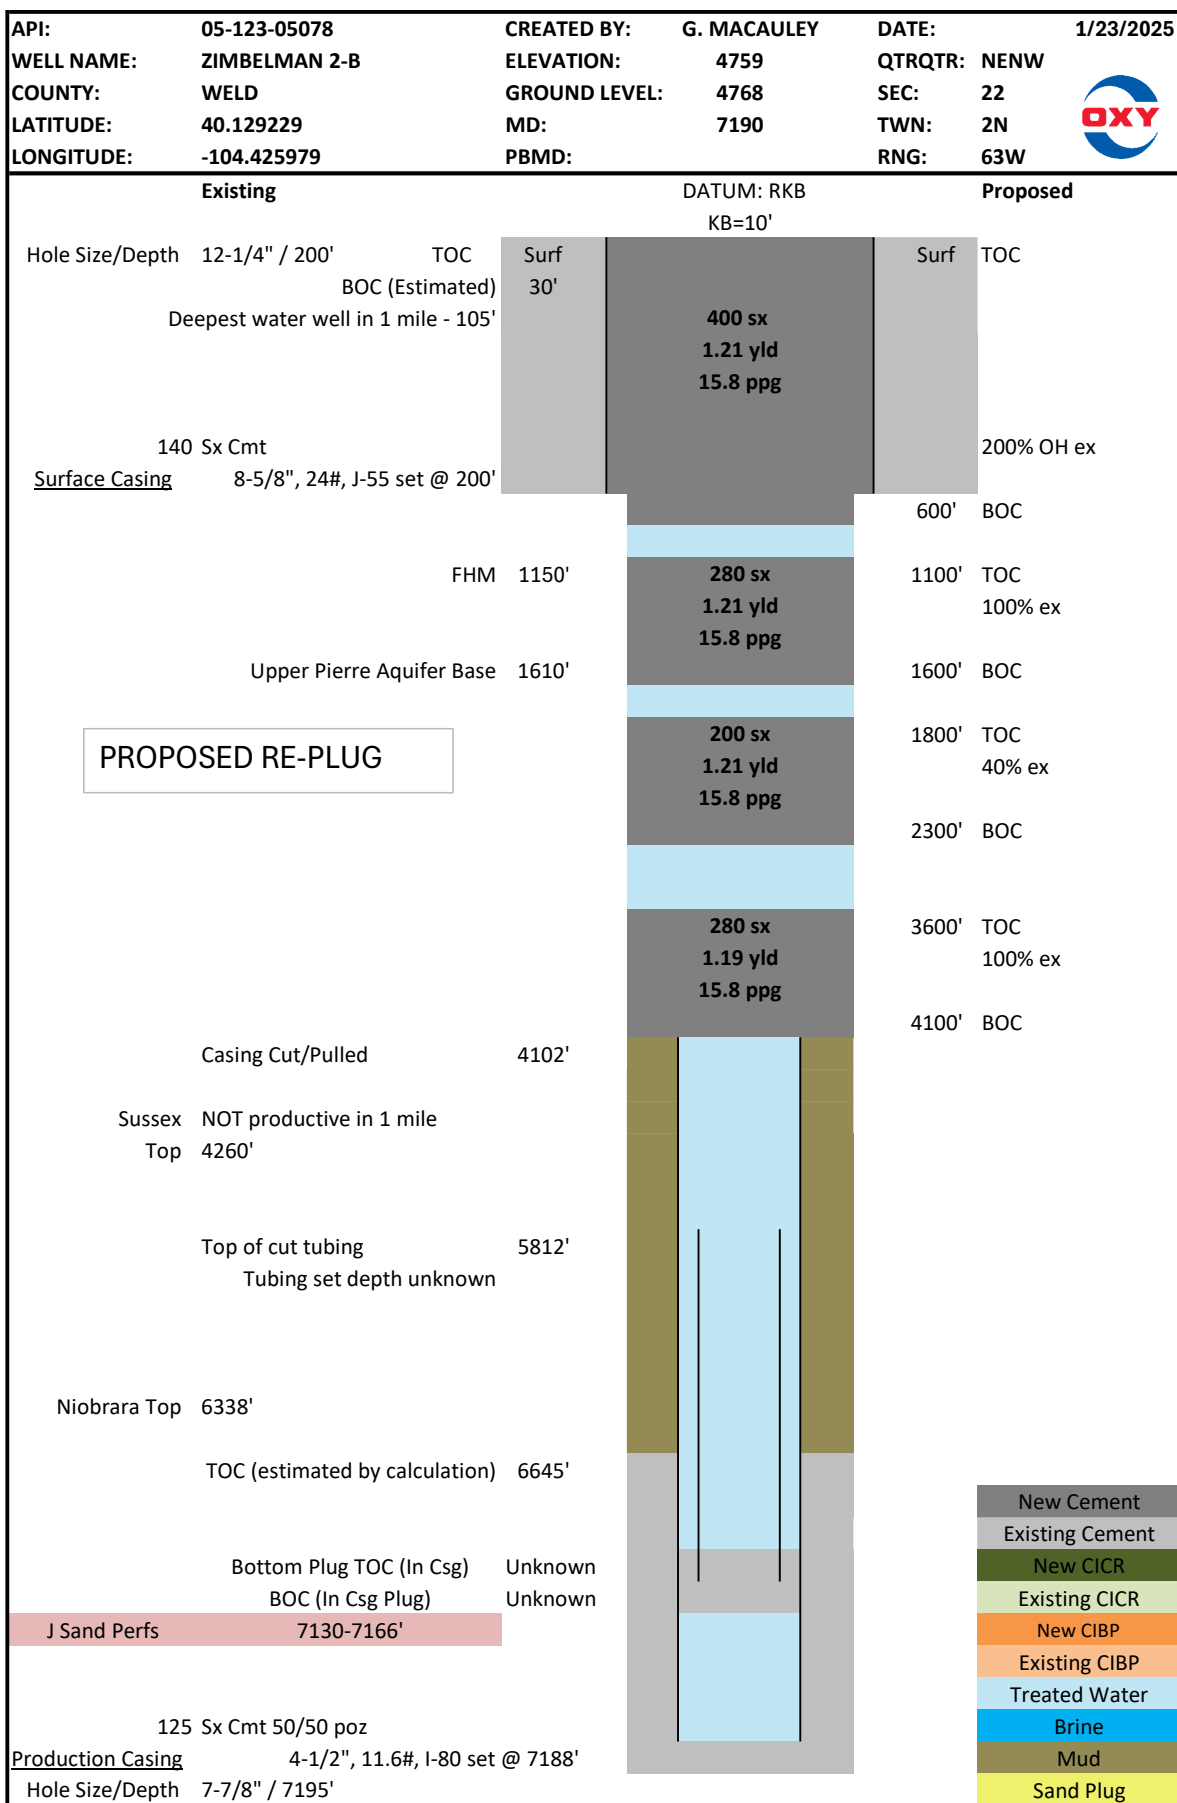 API: 05-123-05078 CREATED BY: G. MACAULEY DATE: 1/23/2025
WELL NAME: ZIMBELMAN 2-B ELEVATION: 4759 QTRQTR: NENW
COUNTY: WELD GROUND LEVEL: 4768 SEC: 22
LATITUDE: 40.129229 MD: 7190 TWN: 2N
LONGITUDE: -104.425979 PBMD: RNG: 63W
OXY
Existing DATUM: RKB Proposed
KB=10'
Hole Size/Depth 12-1/4" / 200' TOC Surf Surf TOC
BOC (Estimated) 30'
Deepest water well in 1 mile - 105' 400 sx
1.21 yld
15.8 ppg
140 Sx Cmt 200% OH ex
Surface Casing 8-5/8", 24#, J-55 set @ 200'
600' BOC
FHM 1150' 280 sx 1100' TOC
1.21 yld 100% ex
15.8 ppg
Upper Pierre Aquifer Base 1610' 1600' BOC
PROPOSED RE-PLUG
200 sx 1800' TOC
1.21 yld 40% ex
15.8 ppg
2300' BOC
280 sx 3600' TOC
1.19 yld 100% ex
15.8 ppg
4100' BOC
Casing Cut/Pulled 4102'
Sussex NOT productive in 1 mile
Top 4260'
Top of cut tubing 5812'
Tubing set depth unknown
Niobrara Top 6338'
TOC (estimated by calculation) 6645'
New Cement
Existing Cement
Bottom Plug TOC (In Csg) Unknown New CICR
BOC (In Csg Plug) Unknown Existing CICR
J Sand Perfs 7130-7166' New CIBP
Existing CIBP
Treated Water
125 Sx Cmt 50/50 poz Brine
Production Casing 4-1/2", 11.6#, I-80 set @ 7188' Mud
Hole Size/Depth 7-7/8" / 7195' Sand Plug